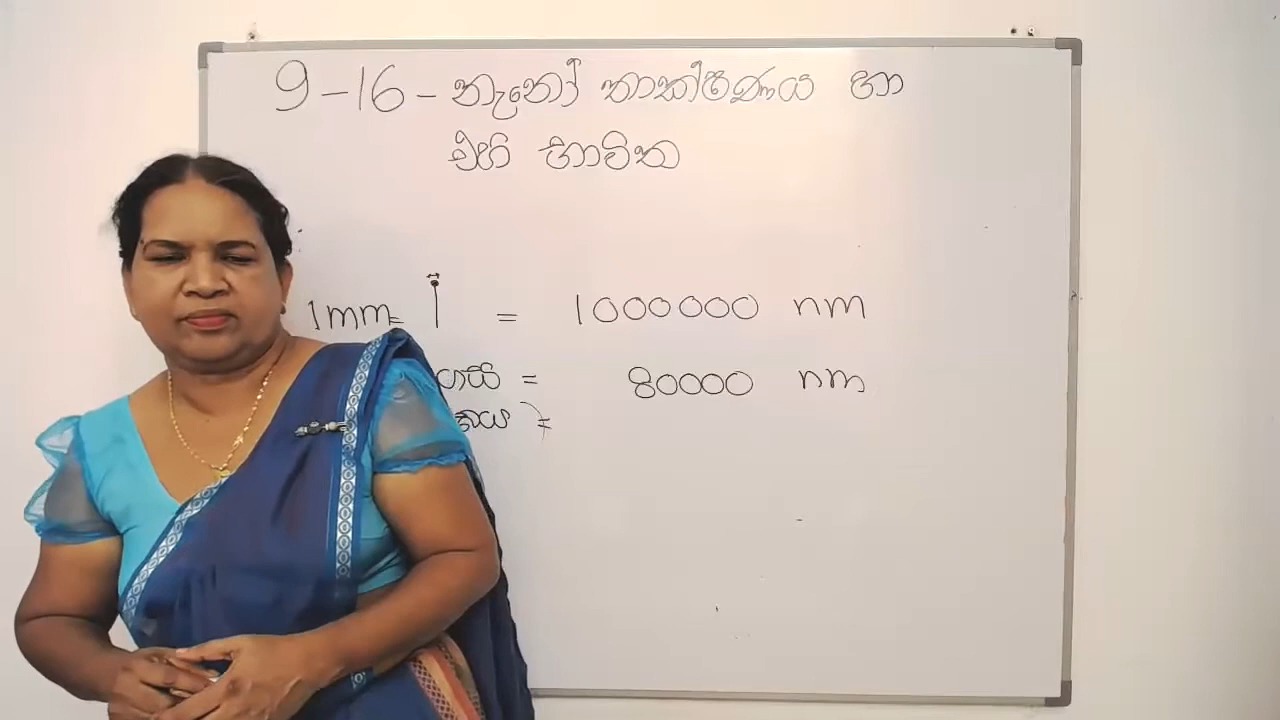 9-16 - නැනෝ තාක්ෂණය හා
එහි භාවිත
1mm = = 1000000 nm
= 80000 nm
=